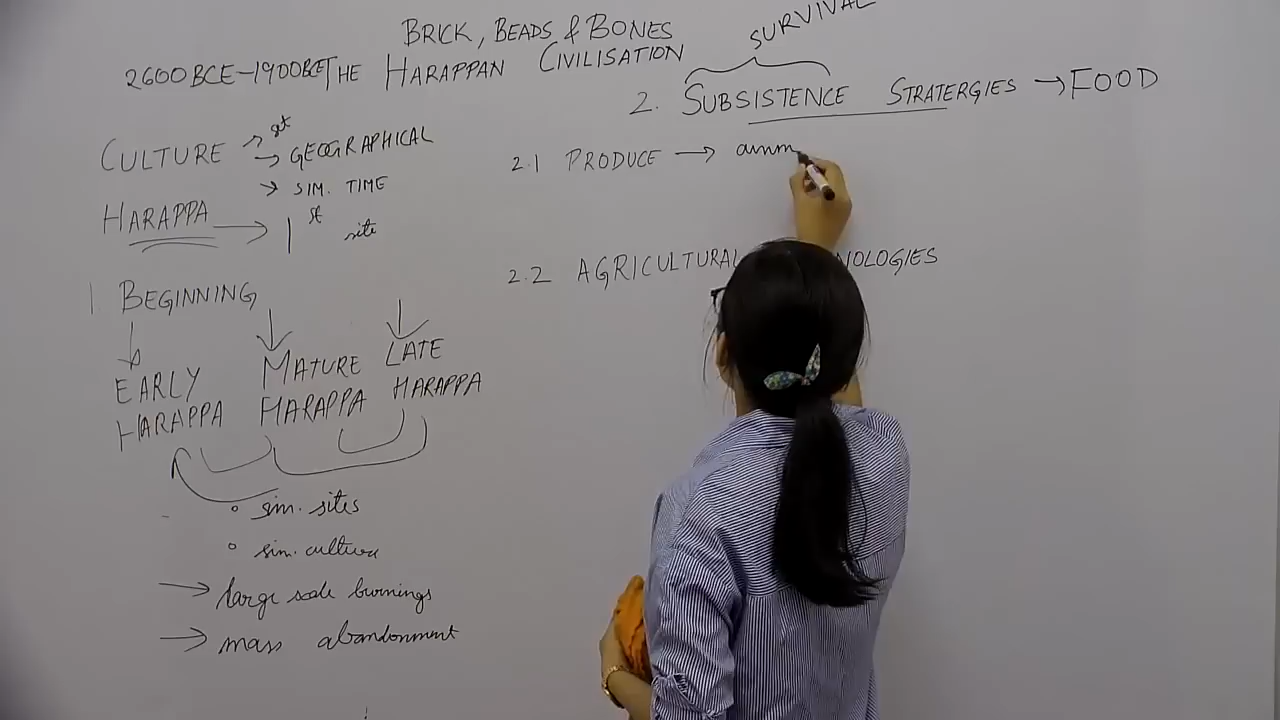 BRICK, BEADS & BONES
2600BCE-1900BCE THE HARAPPAN CIVILISATION
CULTURE → st
→ GEOGRAPHICAL
→ SIM. TIME
HARAPPA → 1st site
1 BEGINNING
EARLY HARAPPA
MATURE HARAPPA
LATE HARAPPA
sim. sites
sim. culture
→ large scale burnings
→ mass abandonment
SURVIVAL
2. SUBSISTENCE STRATERGIES → FOOD
2.1 PRODUCE →
2.2 AGRICULTURAL NOLOGIES